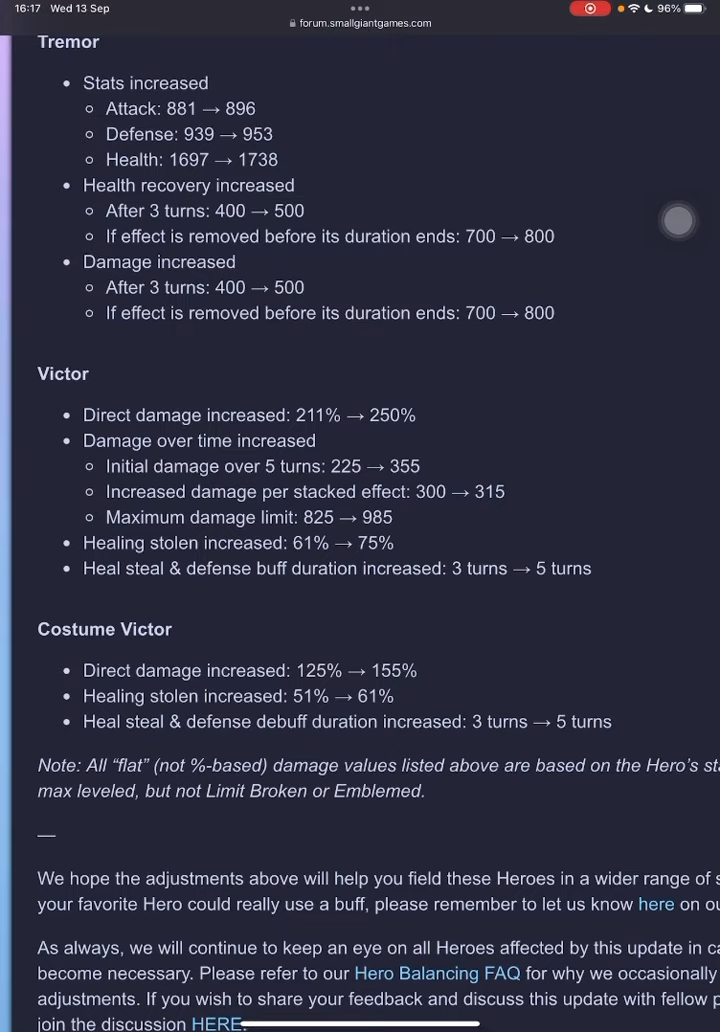 16:17 Wed 13 Sep
96%
forum.smallgiantgames.com
Tremor
• Stats increased
○ Attack: 881 → 896
○ Defense: 939 → 953
○ Health: 1697 → 1738
• Health recovery increased
○ After 3 turns: 400 → 500
○ If effect is removed before its duration ends: 700 → 800
• Damage increased
○ After 3 turns: 400 → 500
○ If effect is removed before its duration ends: 700 → 800
Victor
• Direct damage increased: 211% → 250%
• Damage over time increased
○ Initial damage over 5 turns: 225 → 355
○ Increased damage per stacked effect: 300 → 315
○ Maximum damage limit: 825 → 985
• Healing stolen increased: 61% → 75%
• Heal steal & defense buff duration increased: 3 turns → 5 turns
Costume Victor
• Direct damage increased: 125% → 155%
• Healing stolen increased: 51% → 61%
• Heal steal & defense debuff duration increased: 3 turns → 5 turns
Note: All “flat” (not %-based) damage values listed above are based on the Hero’s sta
max leveled, but not Limit Broken or Emblemed.
—
We hope the adjustments above will help you field these Heroes in a wider range of s
your favorite Hero could really use a buff, please remember to let us know here on ou
As always, we will continue to keep an eye on all Heroes affected by this update in ca
become necessary. Please refer to our Hero Balancing FAQ for why we occasionally
adjustments. If you wish to share your feedback and discuss this update with fellow p
join the discussion HERE.